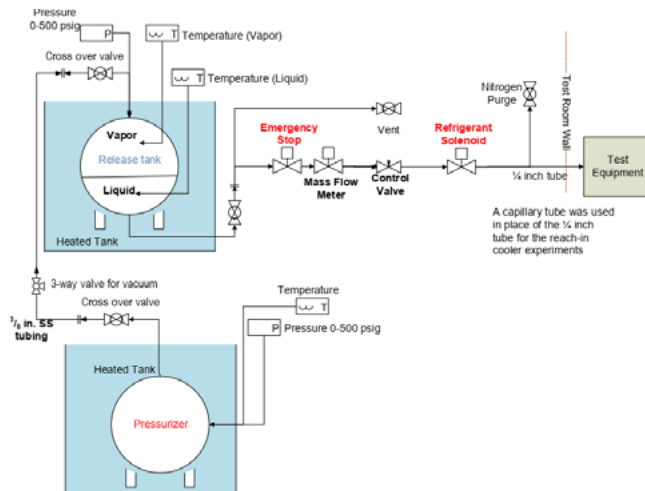 Pressure
0-500 psig
P
Cross over valve
T
Temperature (Vapor)
T
Temperature (Liquid)
Vapor
Release tank
Liquid
Heated Tank
Vent
Emergency
Stop
Mass Flow
Meter
Control
Valve
Refrigerant
Solenoid
Nitrogen
Purge
Test Room Wall
¼ inch tube
Test
Equipment
A capillary tube was used
in place of the ¼ inch
tube for the reach-in
cooler experiments
3-way valve for vacuum
Cross over valve
3/8 in. SS
tubing
Temperature
T
P
Pressure 0-500 psig
Heated Tank
Pressurizer